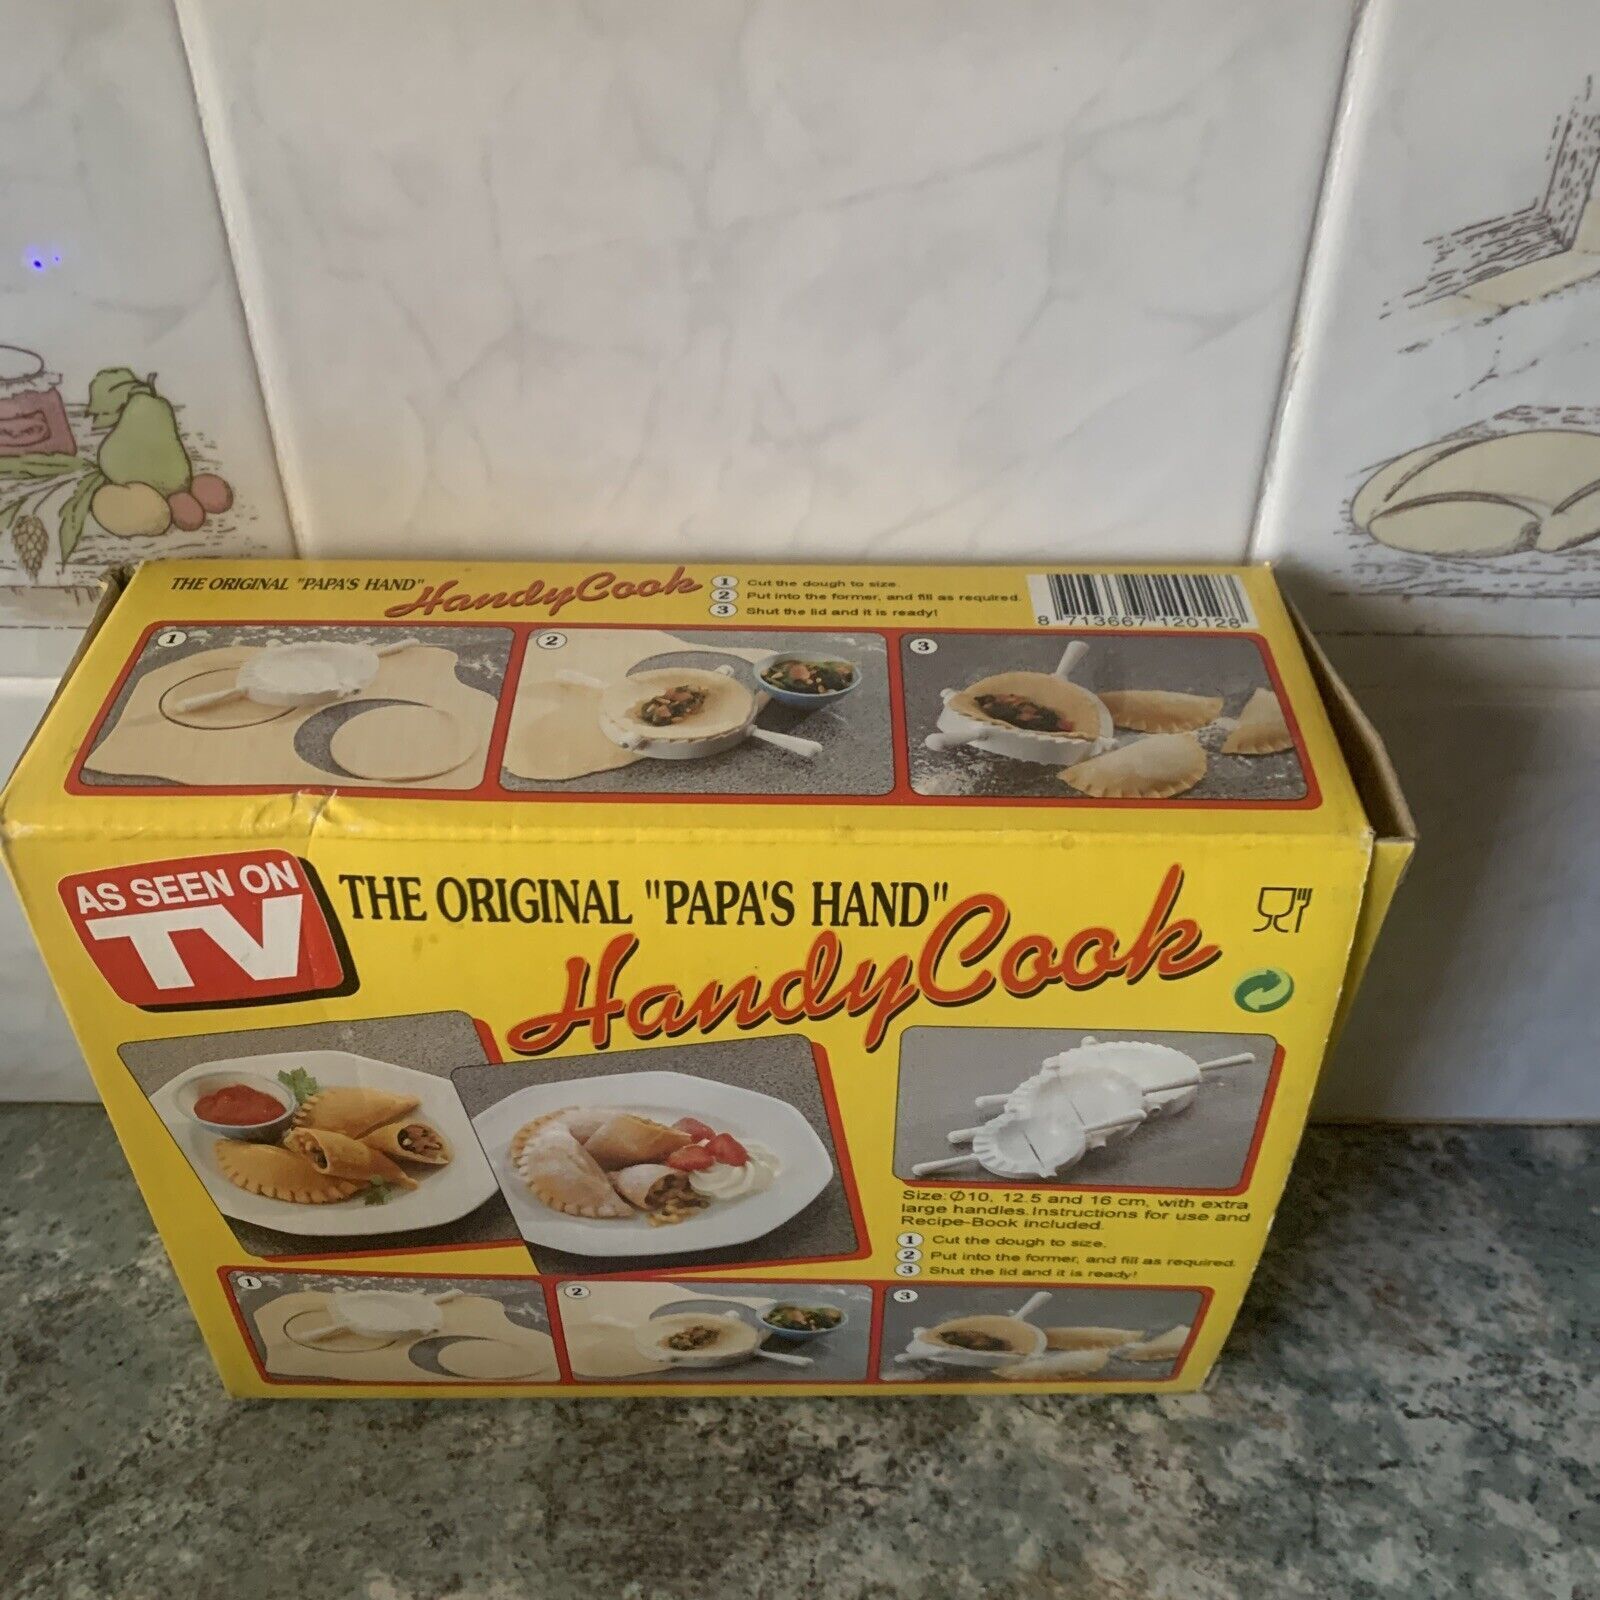 THE ORIGINAL "PAPA'S HAND"
HandyCook
1 Cut the dough to size.
2 Put into the former, and fill as required.
3 Shut the lid and it is ready!
8 713667 120128
1
2
3
AS SEEN ON
TV
THE ORIGINAL "PAPA'S HAND"
HandyCook
Size: Ø10, 12.5 and 16 cm, with extra
large handles. Instructions for use and
Recipe-Book included.
1 Cut the dough to size.
2 Put into the former, and fill as required.
3 Shut the lid and it is ready!
1
2
3